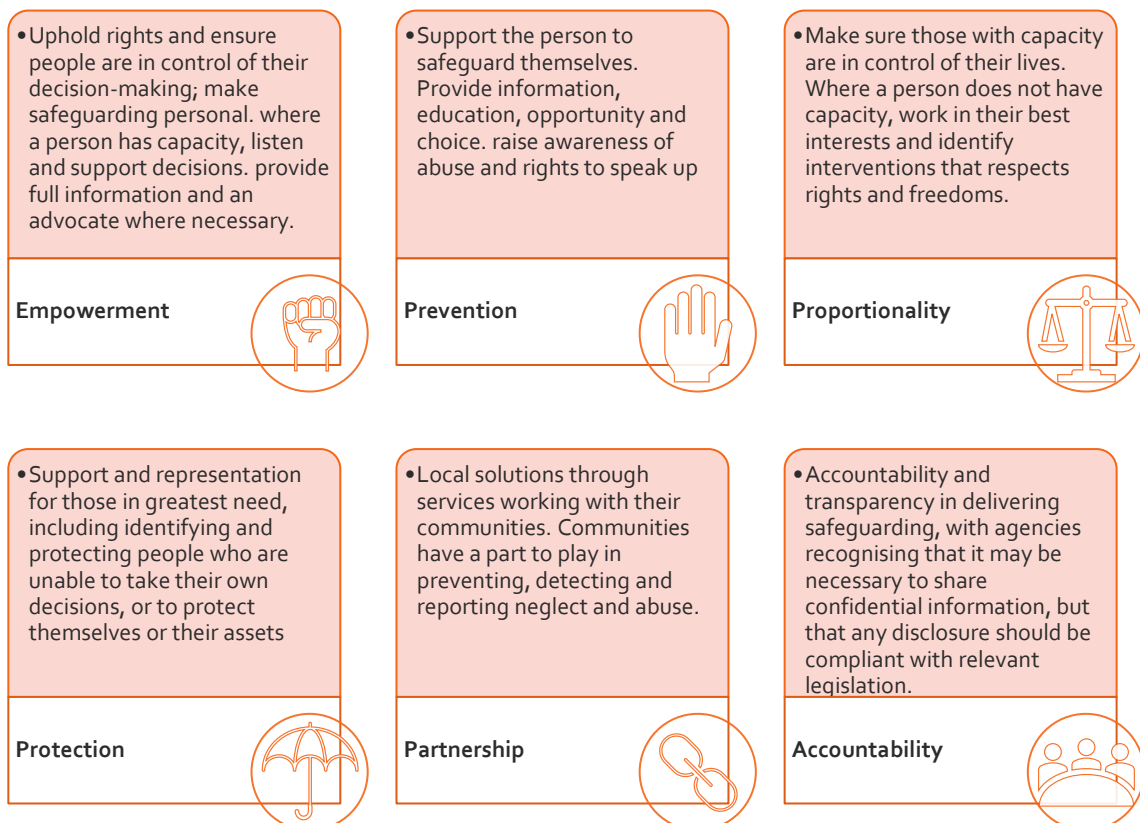 •Uphold rights and ensure
people are in control of their
decision-making; make
safeguarding personal. where
a person has capacity, listen
and support decisions. provide
full information and an
advocate where necessary.
Empowerment
•Support the person to
safeguard themselves.
Provide information,
education, opportunity and
choice. raise awareness of
abuse and rights to speak up
Prevention
•Make sure those with capacity
are in control of their lives.
Where a person does not have
capacity, work in their best
interests and identify
interventions that respects
rights and freedoms.
Proportionality
•Support and representation
for those in greatest need,
including identifying and
protecting people who are
unable to take their own
decisions, or to protect
themselves or their assets
Protection
•Local solutions through
services working with their
communities. Communities
have a part to play in
preventing, detecting and
reporting neglect and abuse.
Partnership
•Accountability and
transparency in delivering
safeguarding, with agencies
recognising that it may be
necessary to share
confidential information, but
that any disclosure should be
compliant with relevant
legislation.
Accountability